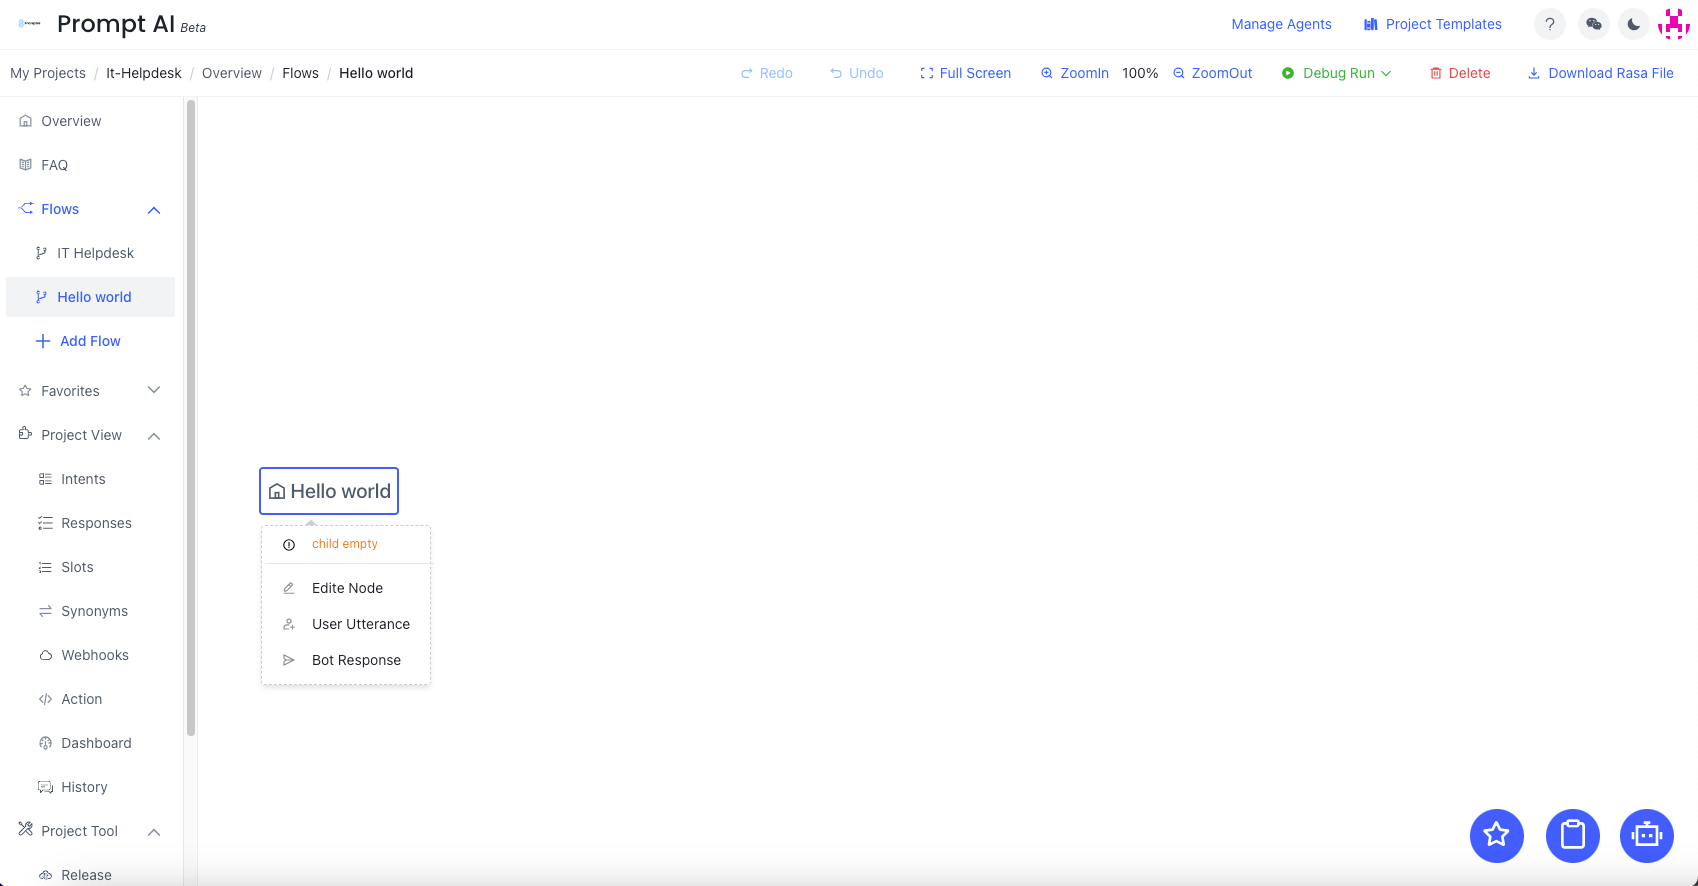 Prompt AI Beta
Manage Agents
Project Templates
?
My Projects / It-Helpdesk / Overview / Flows / Hello world
Redo
Undo
Full Screen
ZoomIn
100%
ZoomOut
Debug Run
Delete
Download Rasa File
Overview
FAQ
Flows
IT Helpdesk
Hello world
Add Flow
Favorites
Project View
Intents
Responses
Slots
Synonyms
Webhooks
Action
Dashboard
History
Project Tool
Release
Hello world
child empty
Edite Node
User Utterance
Bot Response